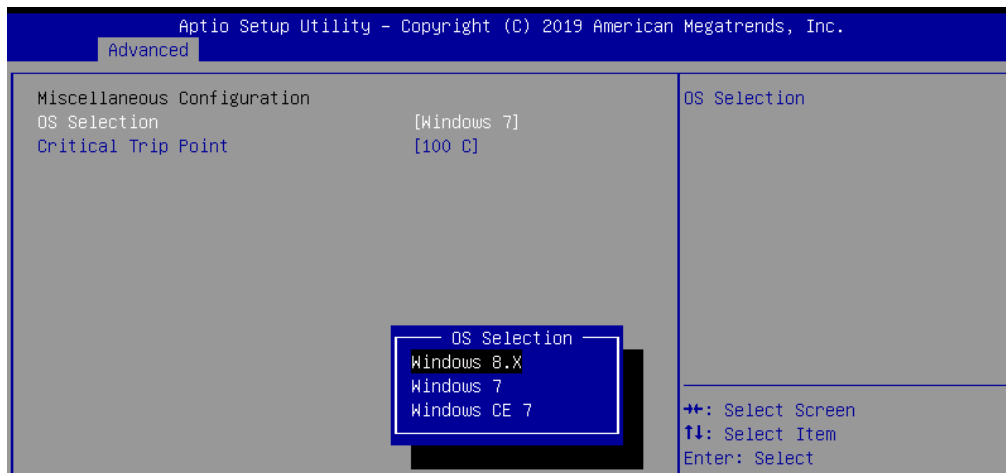 Aptio Setup Utility – Copyright (C) 2019 American Megatrends, Inc.
Advanced
Miscellaneous Configuration
OS Selection [Windows 7]
Critical Trip Point [100 C]
OS Selection
OS Selection
Windows 8.X
Windows 7
Windows CE 7
→←: Select Screen
↑↓: Select Item
Enter: Select